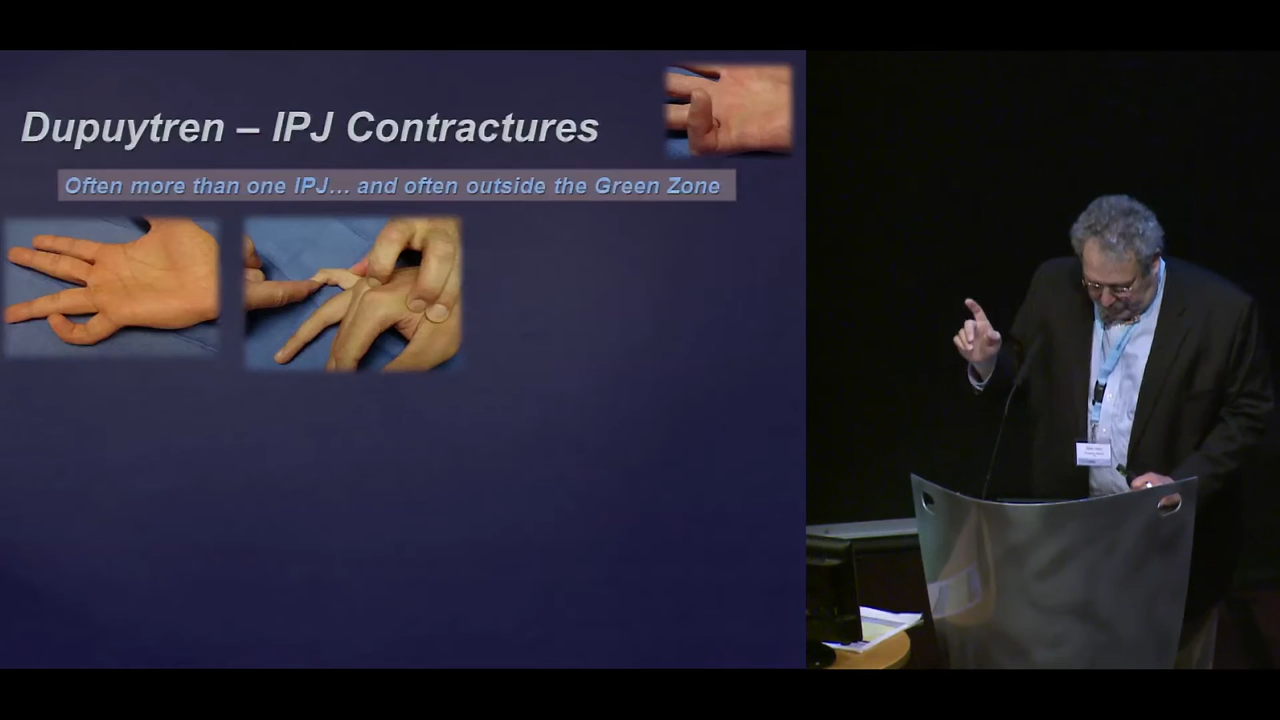 Dupuytren – IPJ Contractures
Often more than one IPJ... and often outside the Green Zone